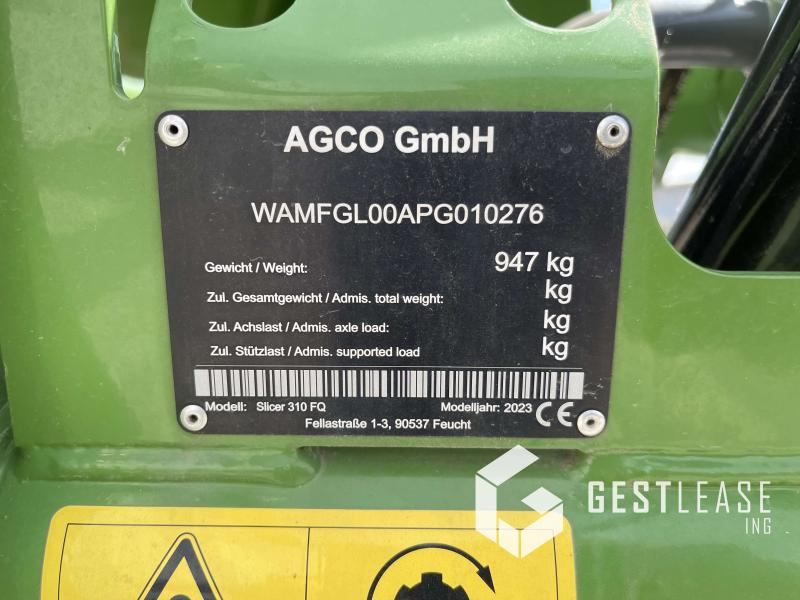 AGCO GmbH
WAMFGL00APG010276
Gewicht / Weight: 947 kg
Zul. Gesamtgewicht / Admis. total weight: kg
Zul. Achslast / Admis. axle load: kg
Zul. Stützlast / Admis. supported load kg
Modell: Slicer 310 FQ Modelljahr: 2023 CE
Fellastraße 1-3, 90537 Feucht
GESTLEASE
ING